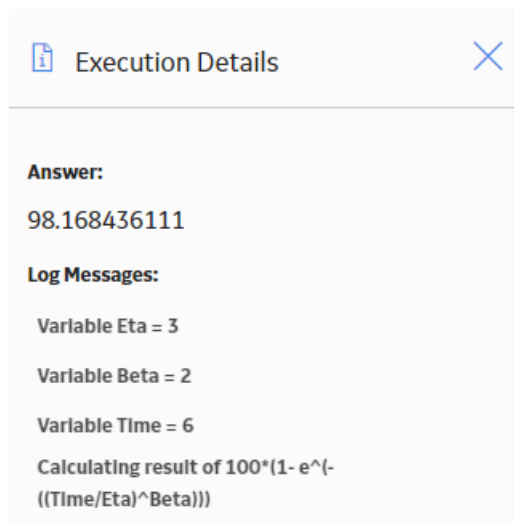 Execution Details
Answer:
98.168436111
Log Messages:
Variable Eta = 3
Variable Beta = 2
Variable Time = 6
Calculating result of 100*(1- e^(-
((Time/Eta)^Beta)))